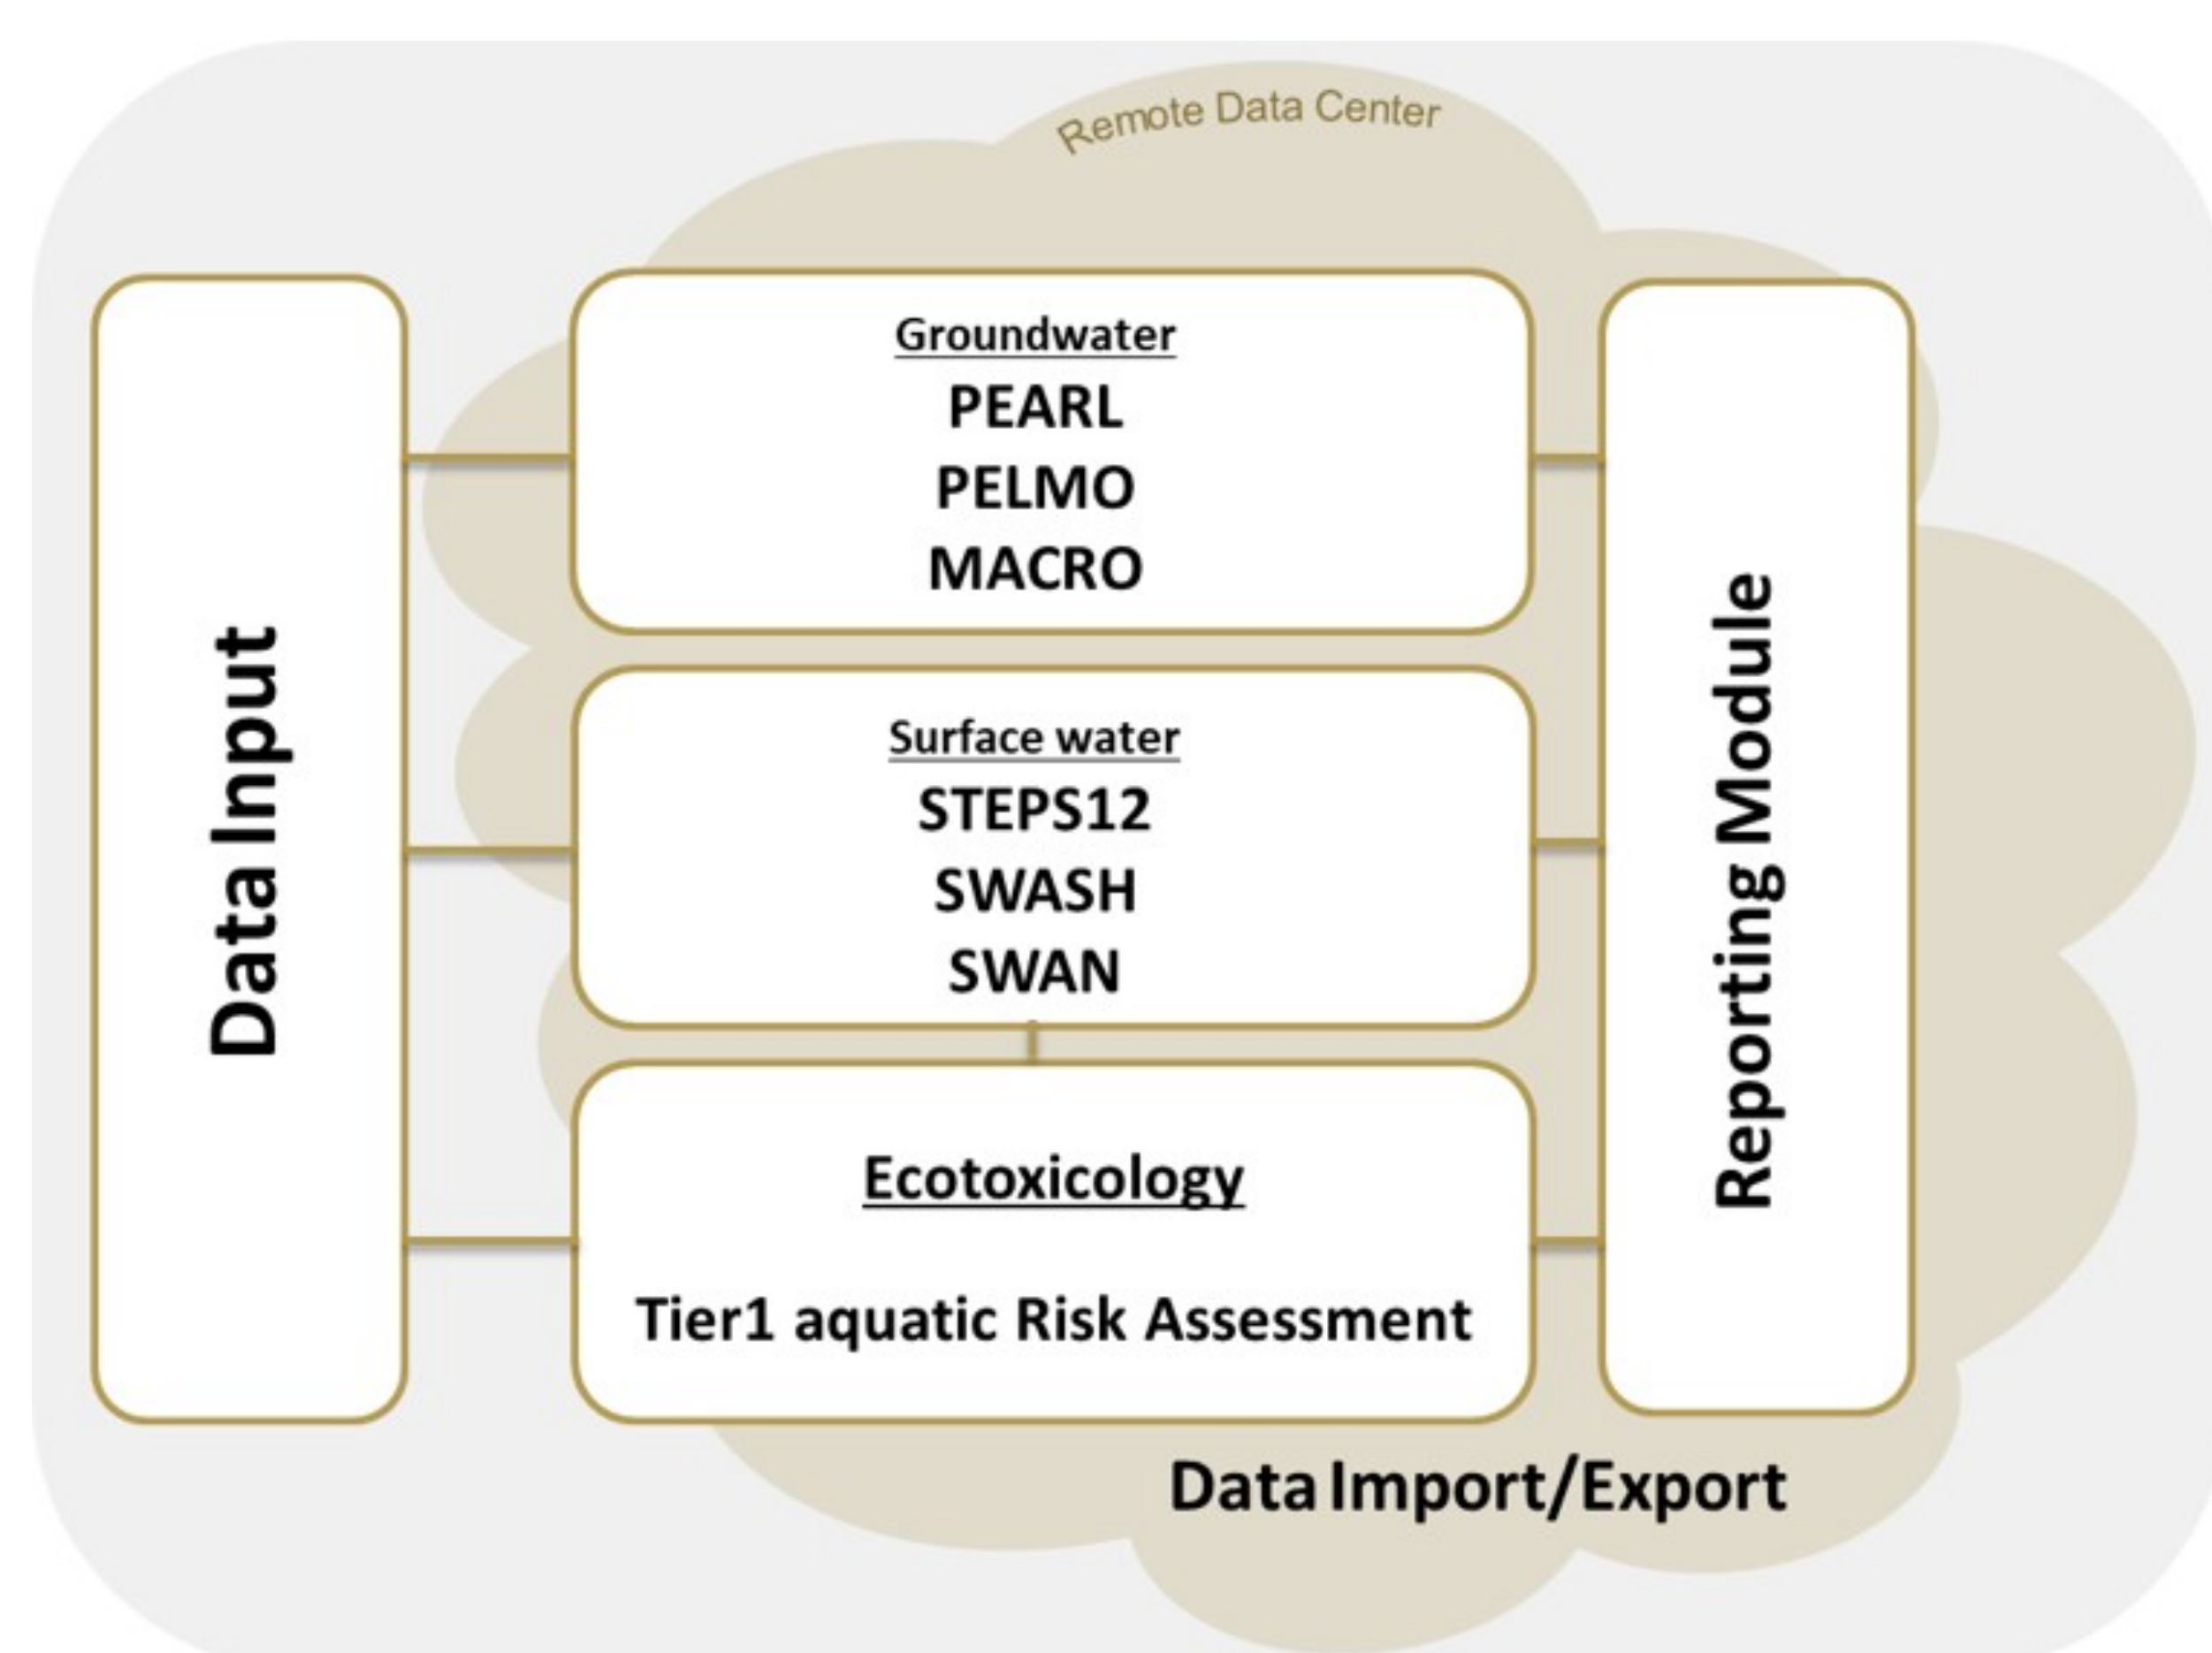 Remote Data Center
Data Input
Groundwater
PEARL
PELMO
MACRO
Surface water
STEPS12
SWASH
SWAN
Ecotoxicology
Tier1 aquatic Risk Assessment
Reporting Module
Data Import/Export